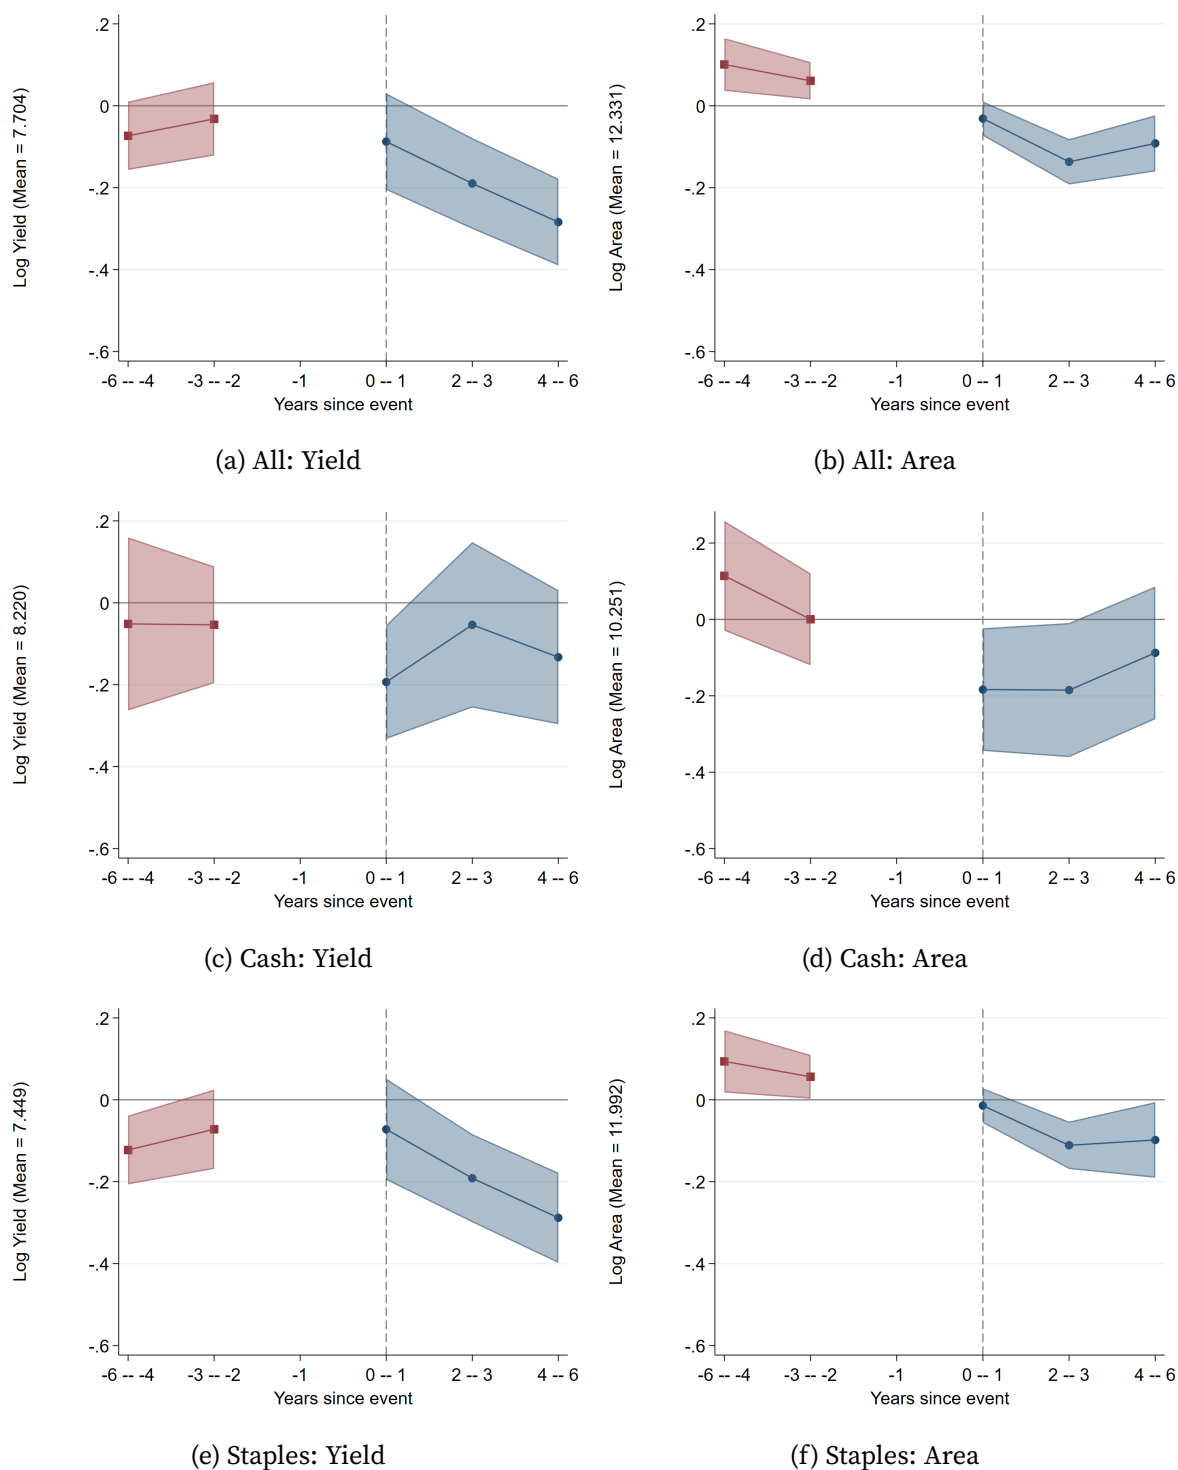 Log Yield (Mean = 7.704)
.2
0
-.2
-.4
-.6
-6 -- -4 -3 -- -2 -1 0 -- 1 2 -- 3 4 -- 6
Years since event
(a) All: Yield
Log Area (Mean = 12.331)
.2
0
-.2
-.4
-.6
-6 -- -4 -3 -- -2 -1 0 -- 1 2 -- 3 4 -- 6
Years since event
(b) All: Area
Log Yield (Mean = 8.220)
.2
0
-.2
-.4
-.6
-6 -- -4 -3 -- -2 -1 0 -- 1 2 -- 3 4 -- 6
Years since event
(c) Cash: Yield
Log Area (Mean = 10.251)
.2
0
-.2
-.4
-.6
-6 -- -4 -3 -- -2 -1 0 -- 1 2 -- 3 4 -- 6
Years since event
(d) Cash: Area
Log Yield (Mean = 7.449)
.2
0
-.2
-.4
-.6
-6 -- -4 -3 -- -2 -1 0 -- 1 2 -- 3 4 -- 6
Years since event
(e) Staples: Yield
Log Area (Mean = 11.992)
.2
0
-.2
-.4
-.6
-6 -- -4 -3 -- -2 -1 0 -- 1 2 -- 3 4 -- 6
Years since event
(f) Staples: Area